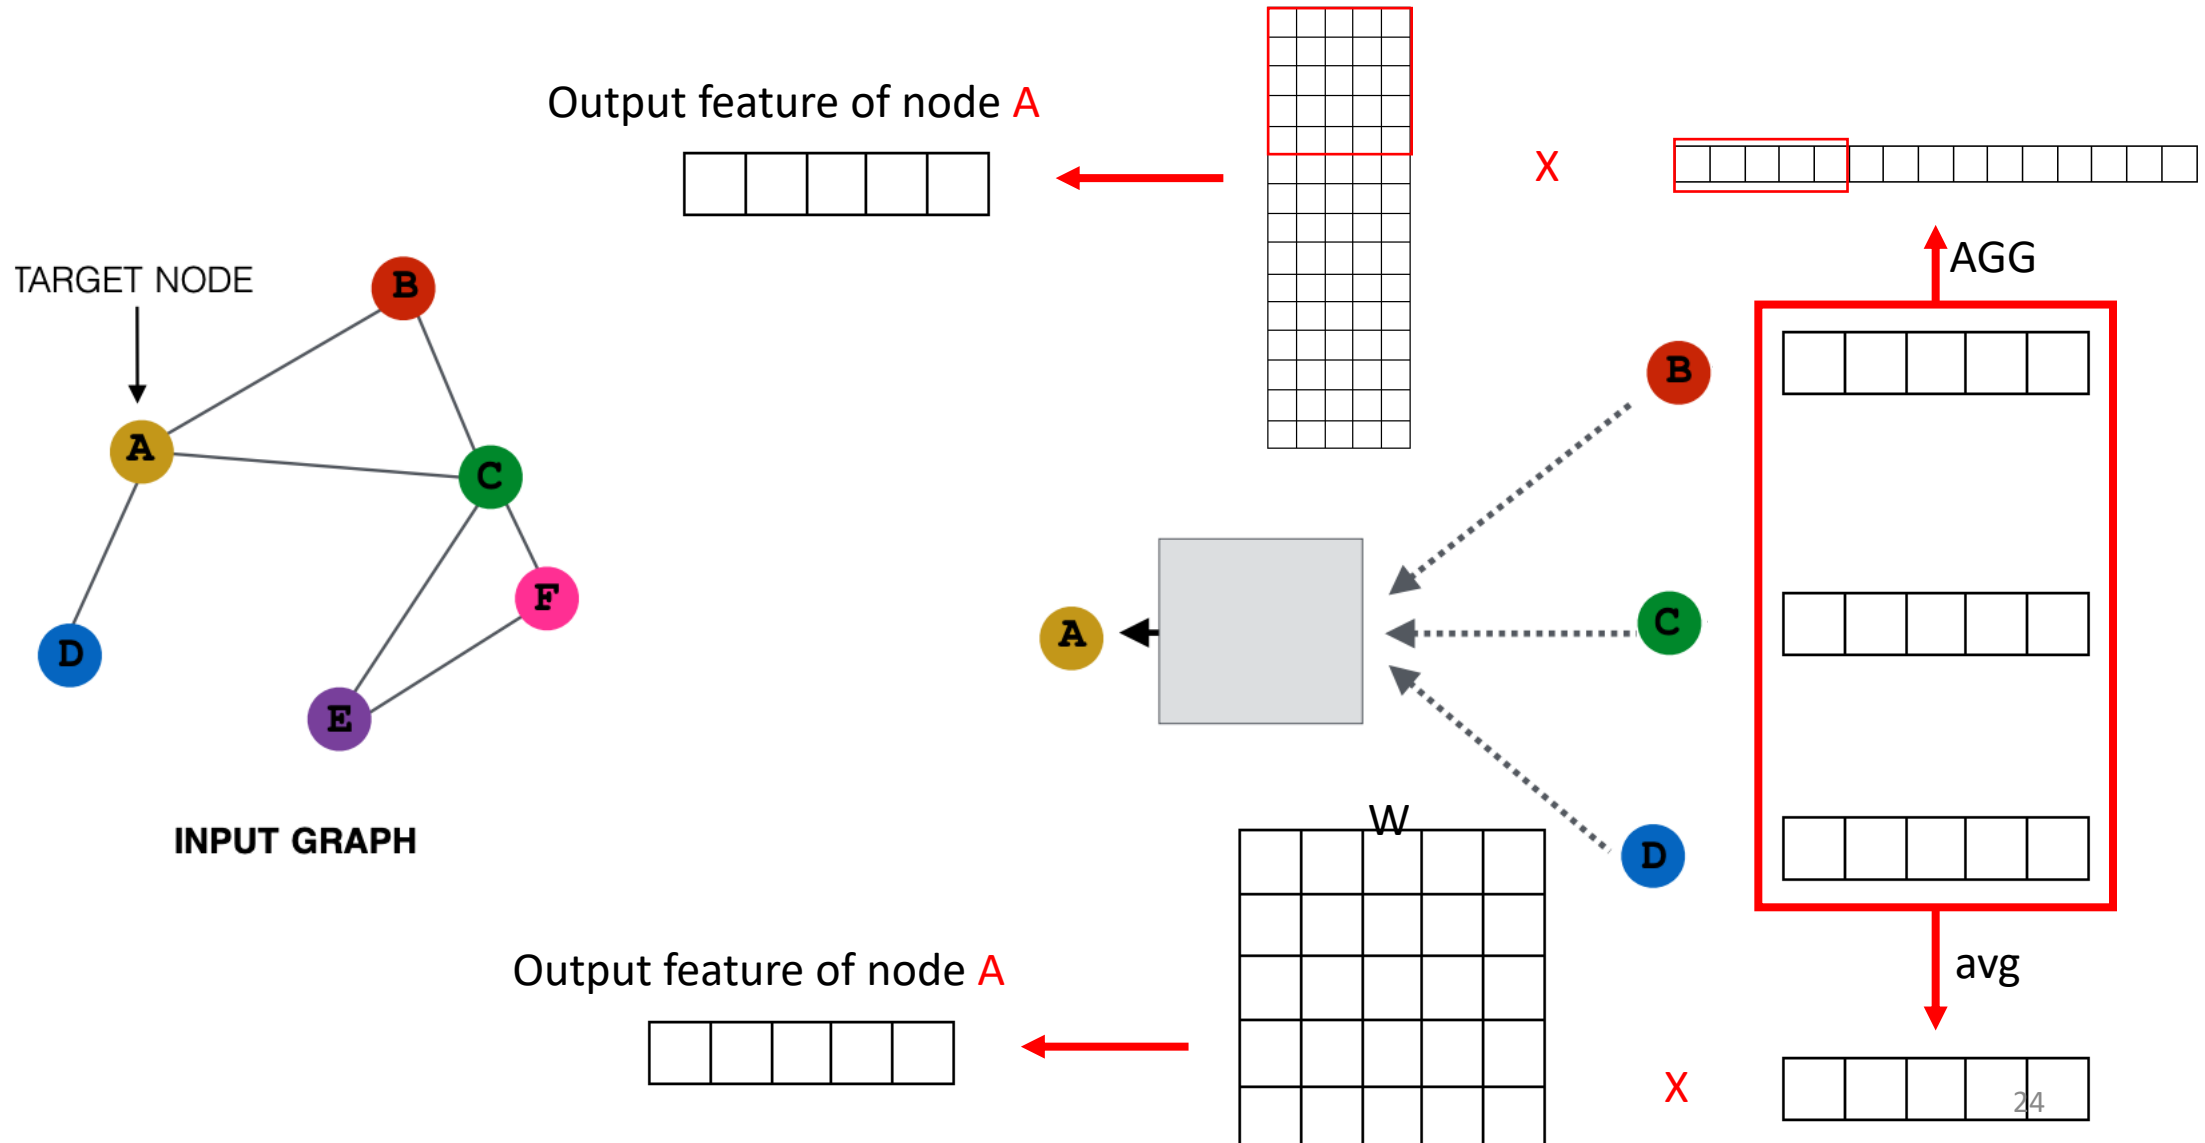 Output feature of node A
X
TARGET NODE
AGG
B
A
C
D
E
F
INPUT GRAPH
B
C
D
A
W
Output feature of node A
avg
X
24